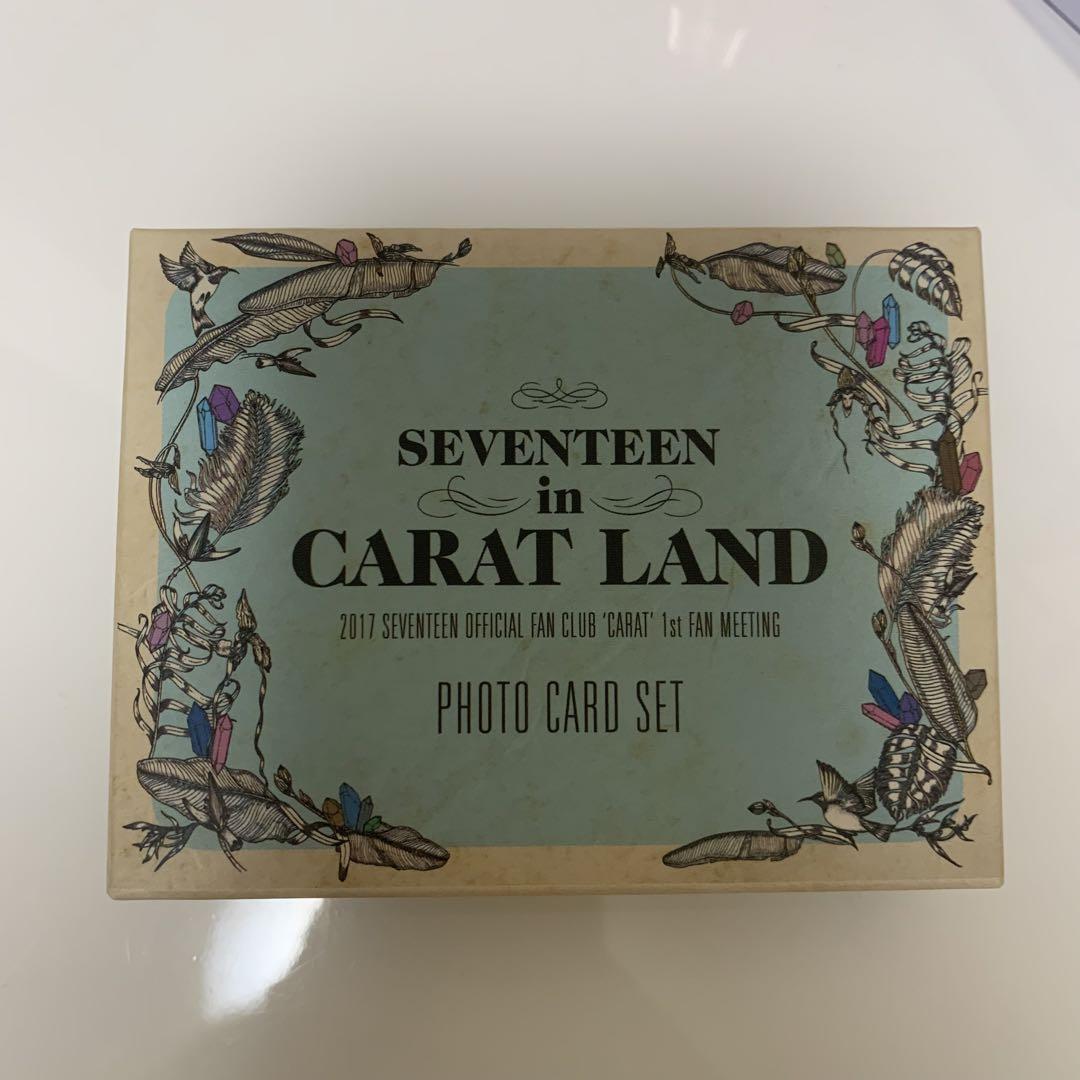 SEVENTEEN
in
CARAT LAND
2017 SEVENTEEN OFFICIAL FAN CLUB 'CARAT' 1st FAN MEETING
PHOTO CARD SET